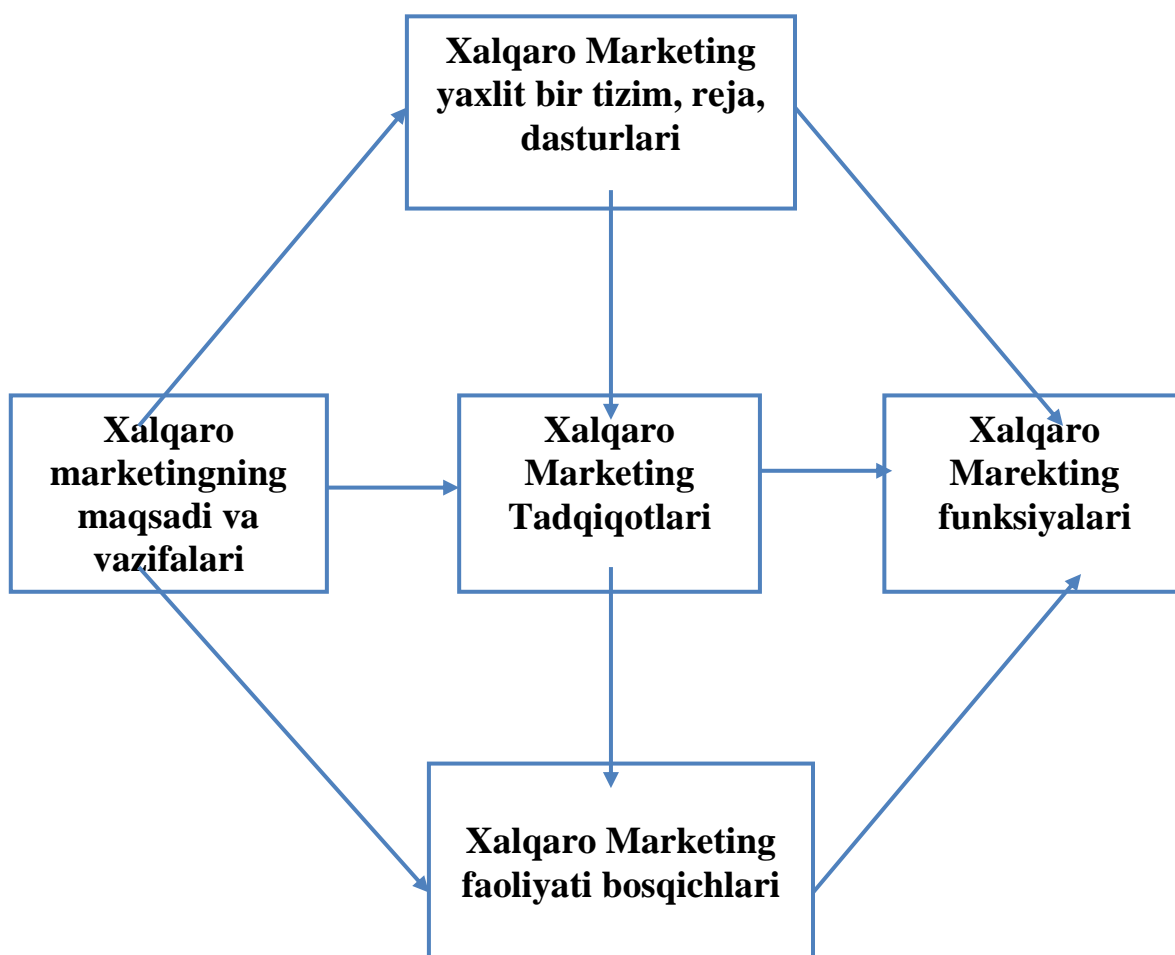 Xalqaro Marketing
yaxlit bir tizim, reja,
dasturlari
Xalqaro
marketingning
maqsadi va
vazifalari
Xalqaro
Marketing
Tadqiqotlari
Xalqaro
Marekting
funksiyalari
Xalqaro Marketing
faoliyati bosqichlari